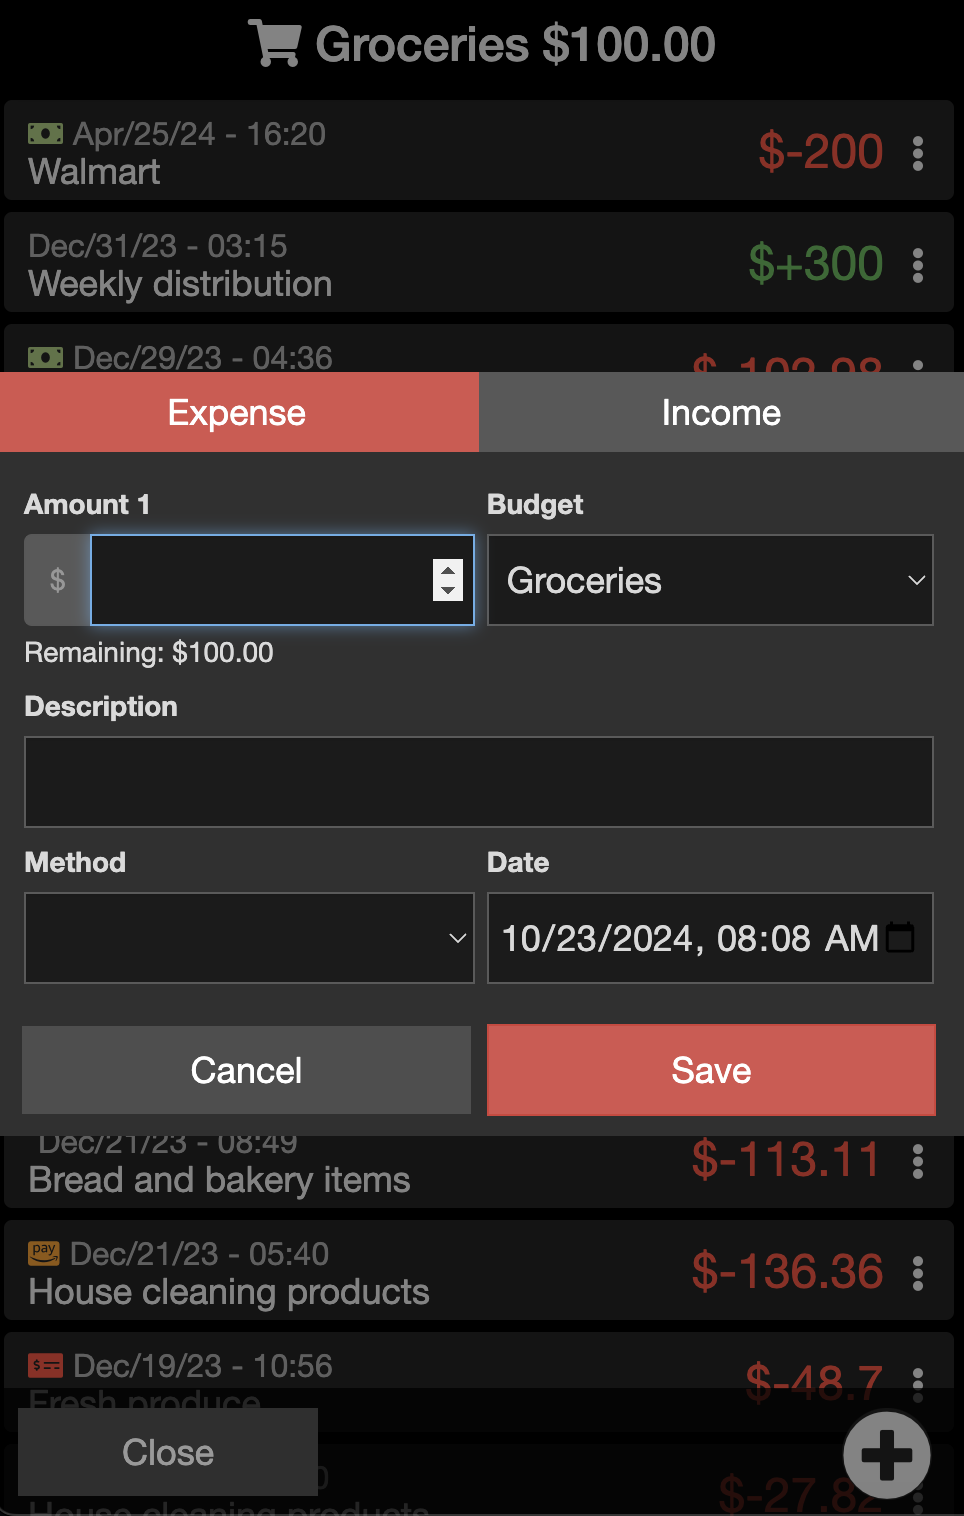 Groceries $100.00
Apr/25/24 - 16:20
Walmart
$-200
Dec/31/23 - 03:15
Weekly distribution
$+300
Dec/29/23 - 04:36
$-102.98
Expense
Income
Amount 1
Budget
$
Groceries
Remaining: $100.00
Description
Method
Date
10/23/2024, 08:08 AM
Cancel
Save
Dec/21/23 - 08:49
Bread and bakery items
$-113.11
pay
Dec/21/23 - 05:40
House cleaning products
$-136.36
$
Dec/19/23 - 10:56
Fresh produce
$-48.7
Close
House cleaning products
$-27.82